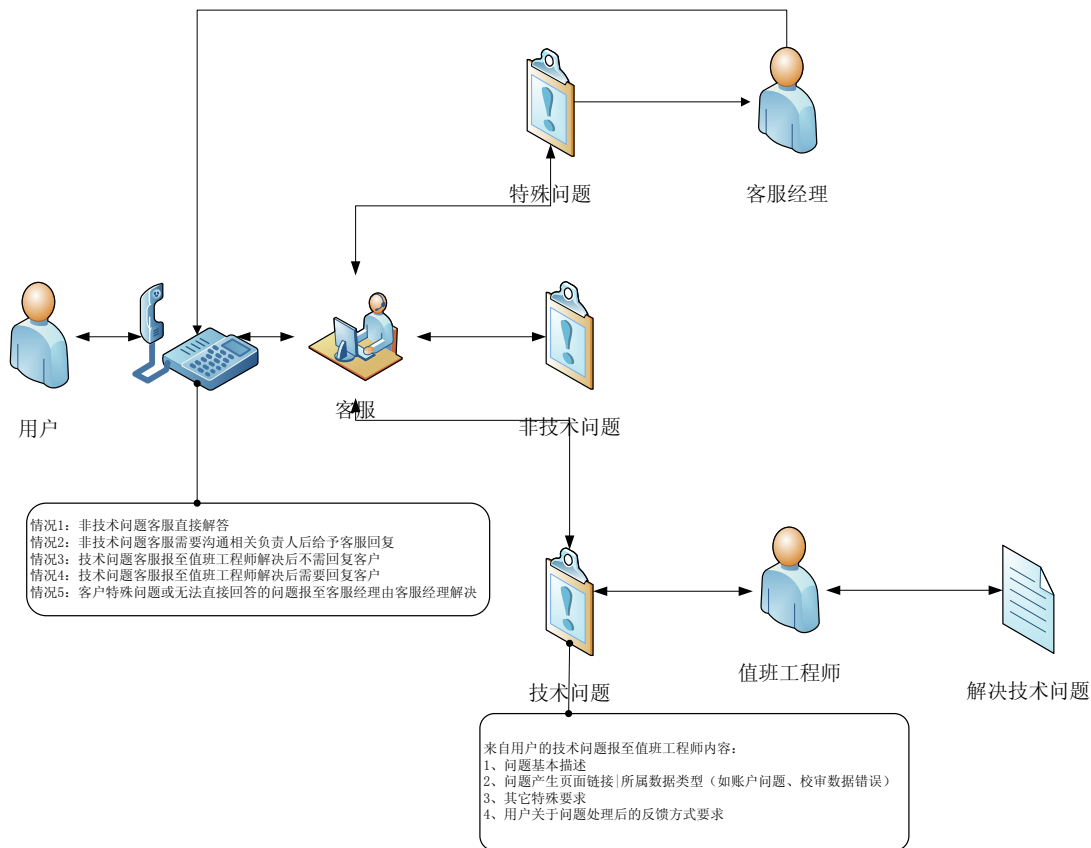 特殊问题
客服经理
用户
客服
非技术问题
情况1：非技术问题客服直接解答
情况2：非技术问题客服需要沟通相关负责人后给予客服回复
情况3：技术问题客服报至值班工程师解决后不需回复客户
情况4：技术问题客服报至值班工程师解决后需要回复客户
情况5：客户特殊问题或无法直接回答的问题报至客服经理由客服经理解决
技术问题
值班工程师
解决技术问题
来自用户的技术问题报至值班工程师内容：
1、问题基本描述
2、问题产生页面链接|所属数据类型（如账户问题、校审数据错误）
3、其它特殊要求
4、用户关于问题处理后的反馈方式要求